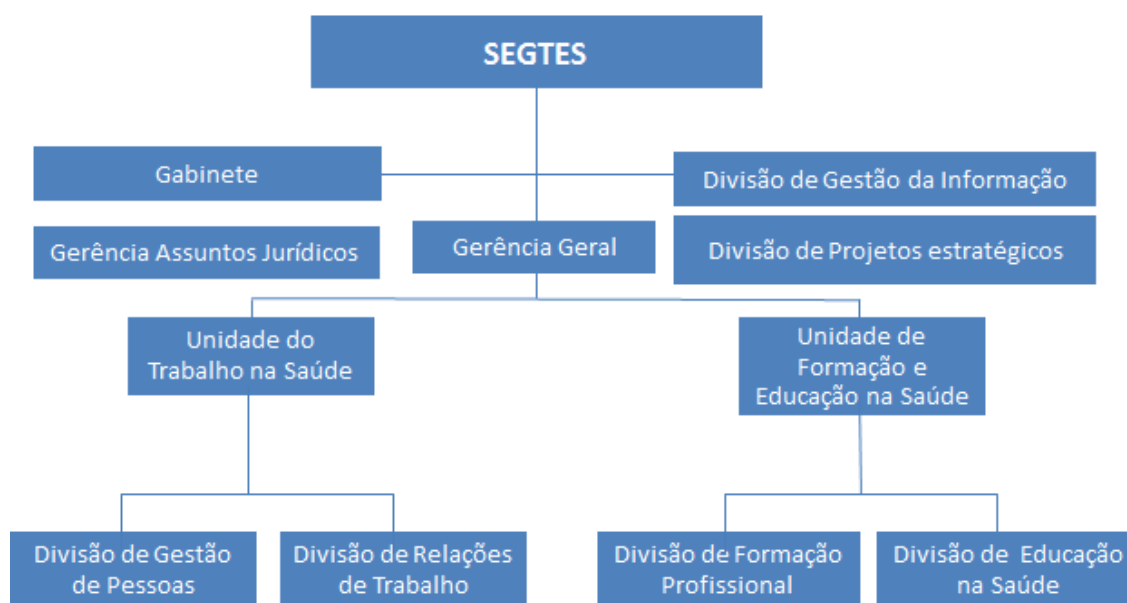 SEGTES
Gabinete
Divisão de Gestão da Informação
Gerência Assuntos Jurídicos
Gerência Geral
Divisão de Projetos estratégicos
Unidade do
Trabalho na Saúde
Unidade de
Formação e
Educação na Saúde
Divisão de Gestão
de Pessoas
Divisão de Relações
de Trabalho
Divisão de Formação
Profissional
Divisão de Educação
na Saúde